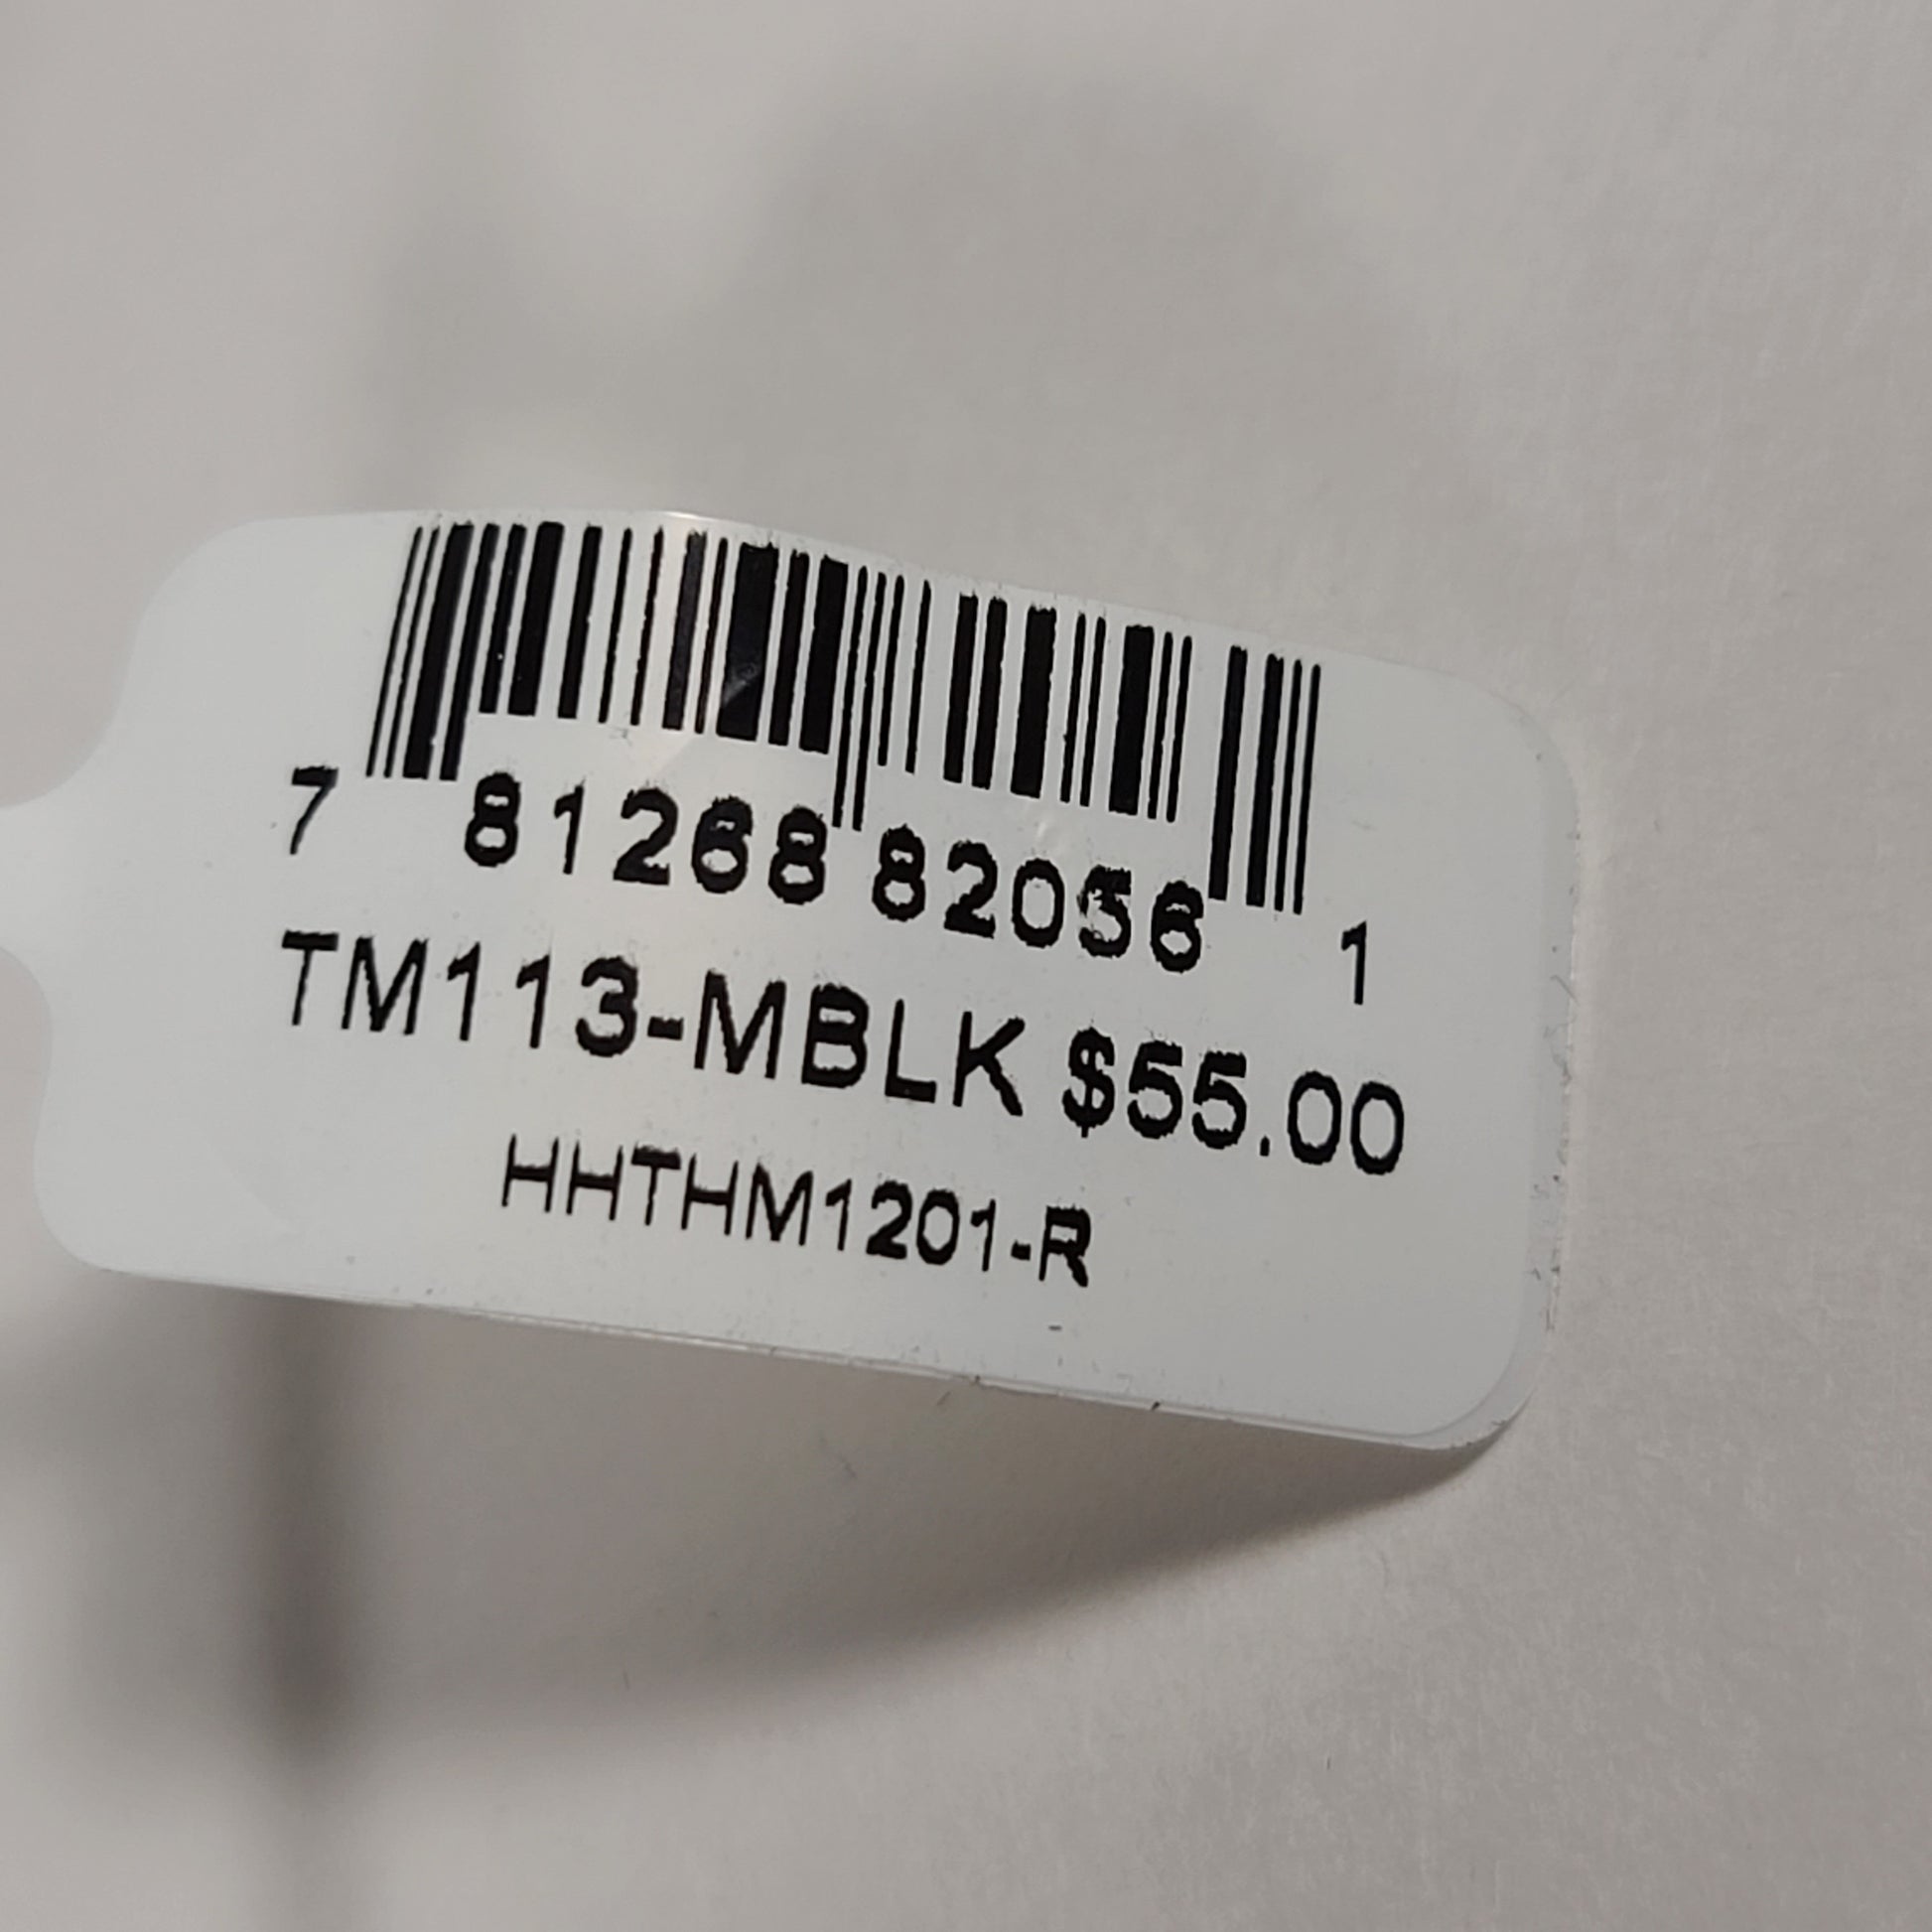 7 81268 82056 1
TM113-MBLK $55.00
HHTHM1201-R